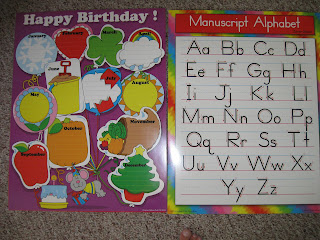 Happy Birthday !
January
February
March
April
May
June
July
August
September
October
November
December
Manuscript Alphabet
Aa Bb Cc Dd
Ee Ff Gg Hh
Ii Jj Kk Ll
Mm Nn Oo Pp
Qq Rr Ss Tt
Uu Vv Ww Xx
Yy Zz